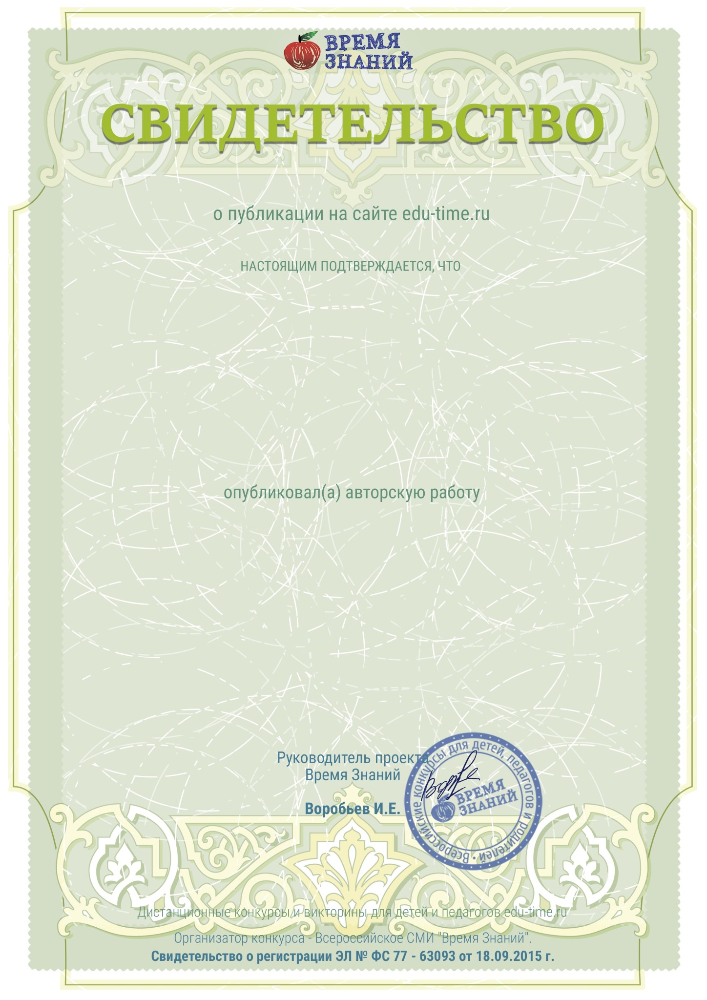 ВРЕМЯ
ЗНАНИЙ
СВИДЕТЕЛЬСТВО
о публикации на сайте edu-time.ru
НАСТОЯЩИМ ПОДТВЕРЖДАЕТСЯ, ЧТО
опубликовал(а) авторскую работу
Руководитель проекта
Время Знаний
Воробьев И.Е.
Всероссийские конкурсы для детей, педагогов и родителей •
ВРЕМЯ
ЗНАНИЙ
Дистанционные конкурсы и викторины для детей и педагогов edu-time.ru
Организатор конкурса - Всероссийское СМИ "Время Знаний".
Свидетельство о регистрации ЭЛ № ФС 77 - 63093 от 18.09.2015 г.